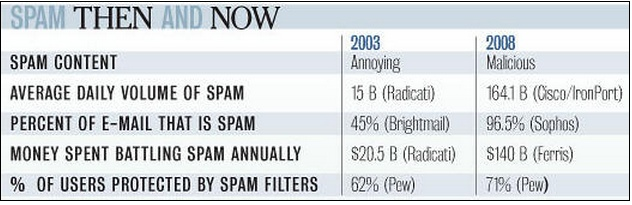 SPAM THEN AND NOW
2003 2008
SPAM CONTENT Annoying Malicious
AVERAGE DAILY VOLUME OF SPAM 15 B (Radicati) 164.1 B (Cisco/IronPort)
PERCENT OF E-MAIL THAT IS SPAM 45% (Brightmail) 96.5% (Sophos)
MONEY SPENT BATTLING SPAM ANNUALLY $20.5 B (Radicati) $140 B (Ferris)
% OF USERS PROTECTED BY SPAM FILTERS 62% (Pew) 71% (Pew)